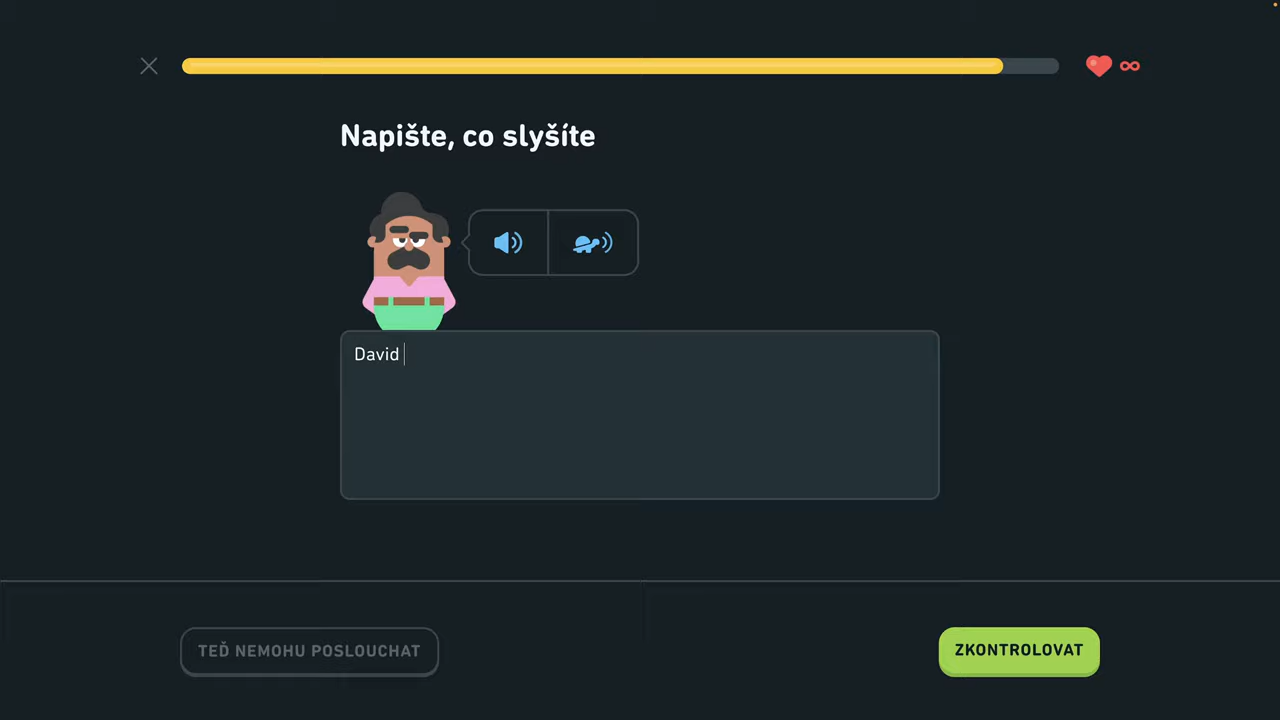 Napište, co slyšíte
David
TEĎ NEMOHU POSLOUCHAT
ZKONTROLOVAT